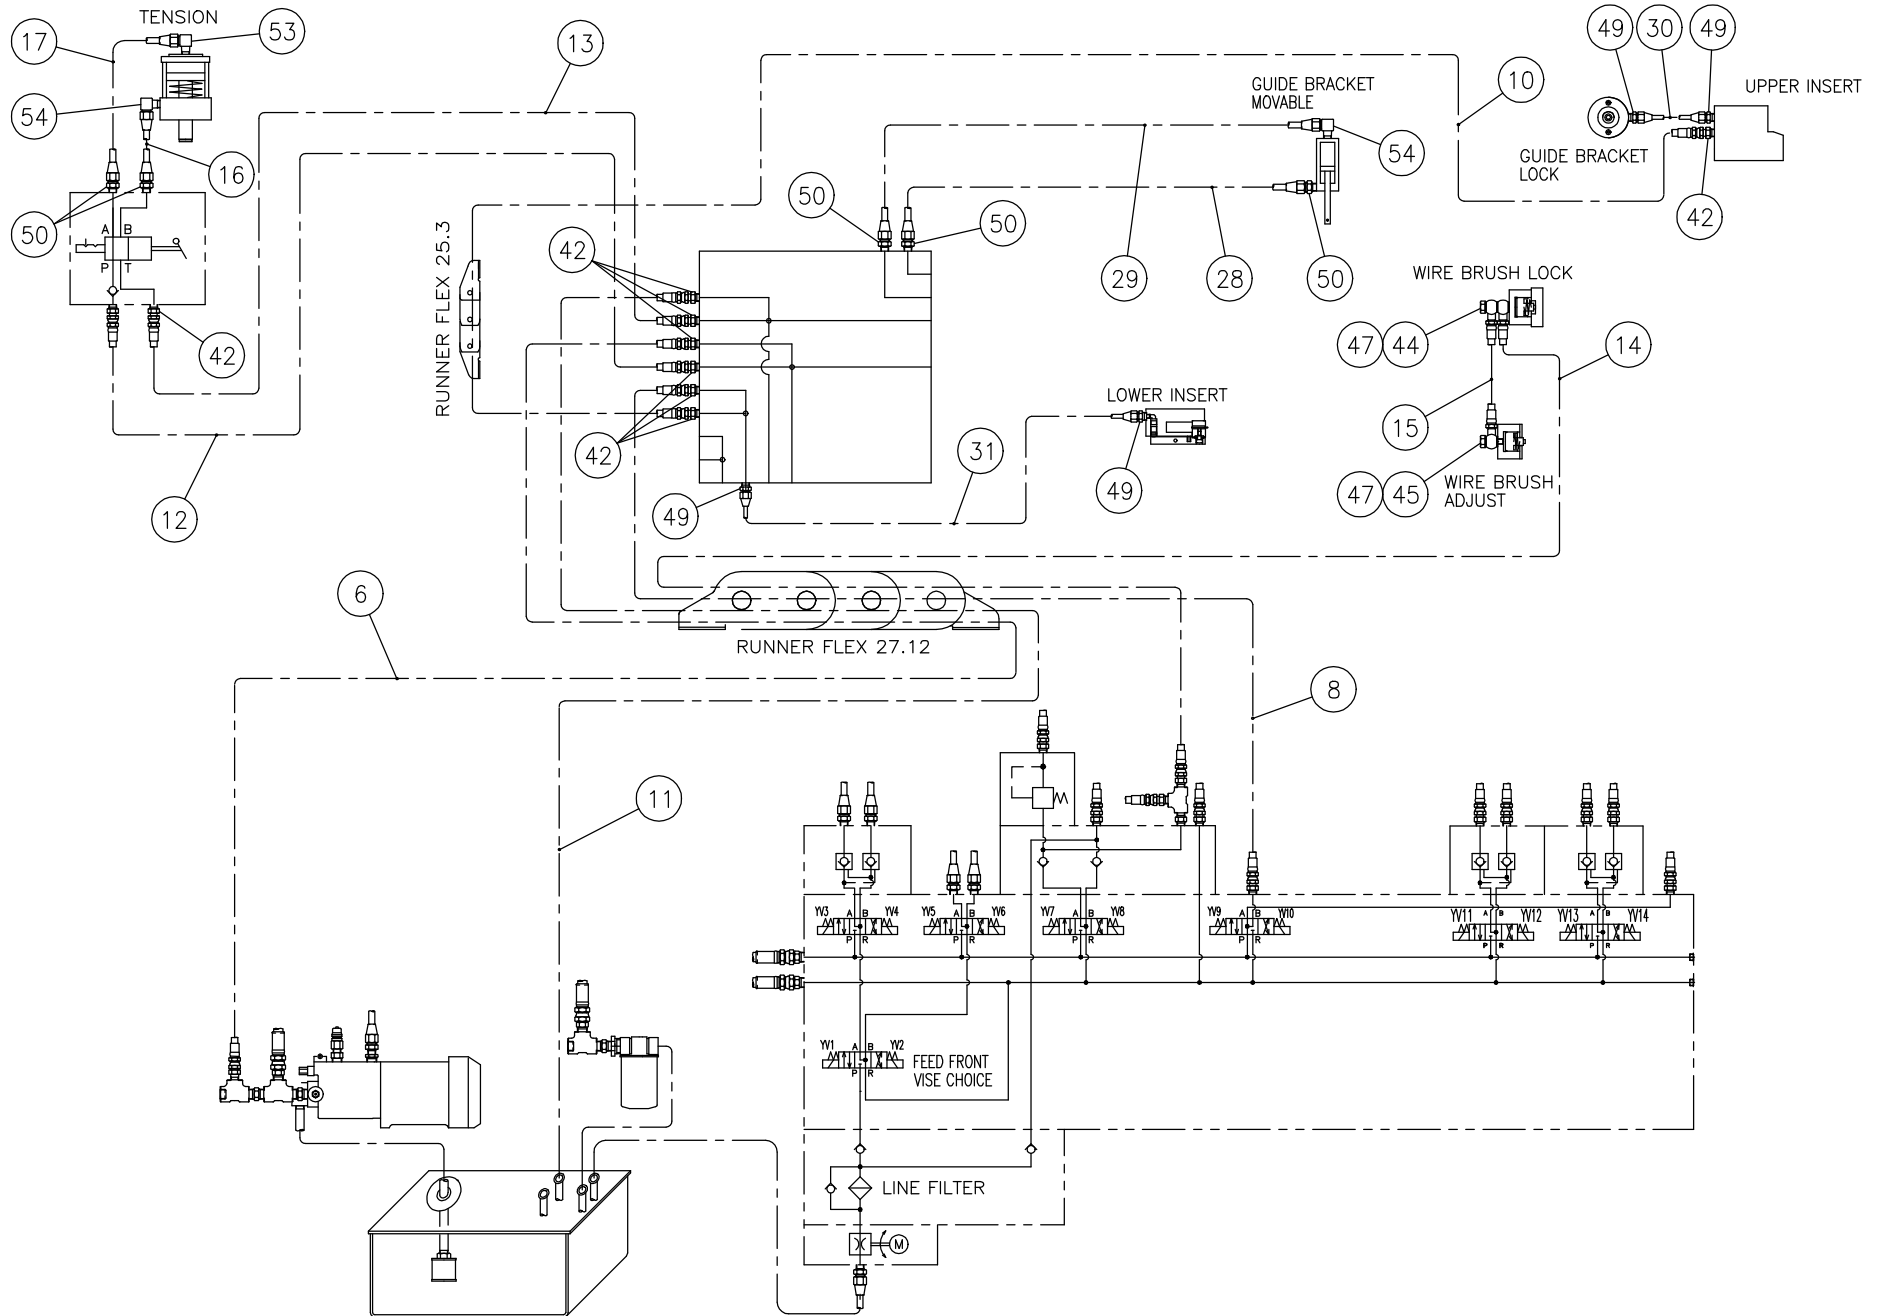 TENSION
17
53
13
49
30
49
10
UPPER INSERT
GUIDE BRACKET
MOVABLE
54
54
16
GUIDE BRACKET
LOCK
50
50
50
42
A B
P T
RUNNER FLEX 25.3
42
29
28
50
WIRE BRUSH LOCK
42
47
44
14
LOWER INSERT
15
42
31
49
47
45
WIRE BRUSH
ADJUST
12
49
6
RUNNER FLEX 27.12
8
11
YV3 A B YV4
P R
YV5 A B YV6
P R
YV7 A B YV8
P R
YV9 A B YV10
P R
YV11 A B YV12
P R
YV13 A B YV14
P R
YV1 A B YV2
P R
FEED FRONT
VISE CHOICE
LINE FILTER
M